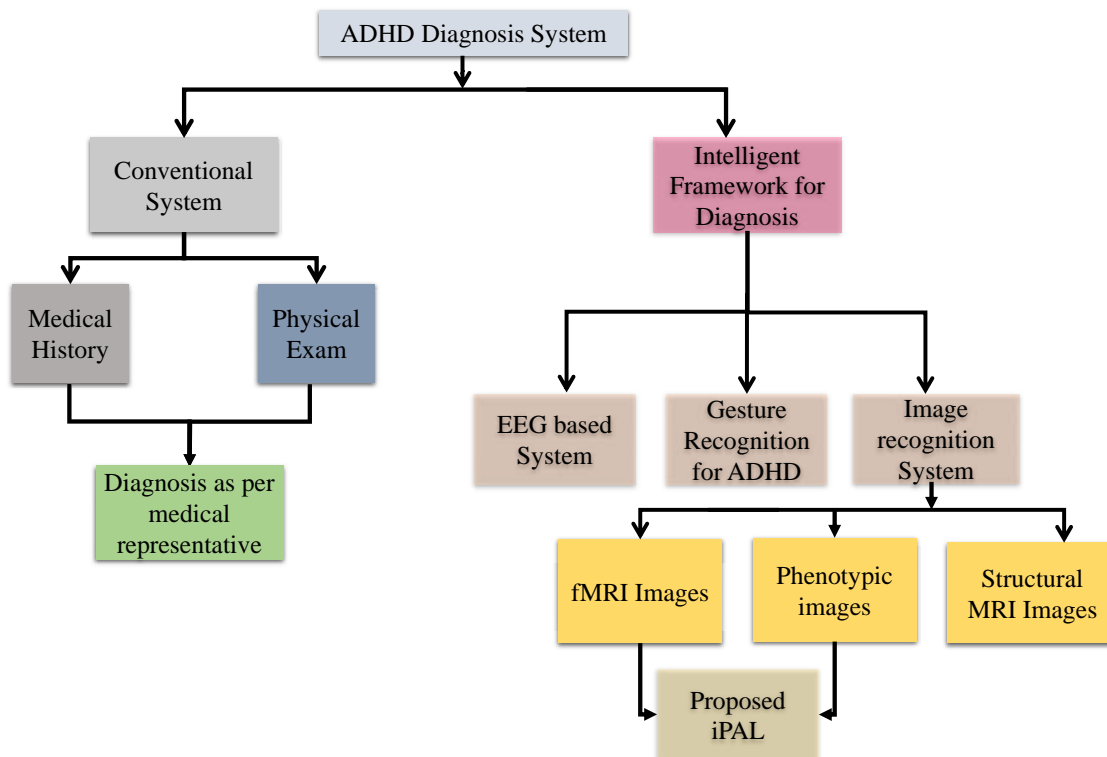 ADHD Diagnosis System
Conventional
System
Intelligent
Framework for
Diagnosis
Medical
History
Physical
Exam
EEG based
System
Gesture
Recognition
for ADHD
Image
recognition
System
Diagnosis as per
medical
representative
fMRI Images
Phenotypic
images
Structural
MRI Images
Proposed
iPAL